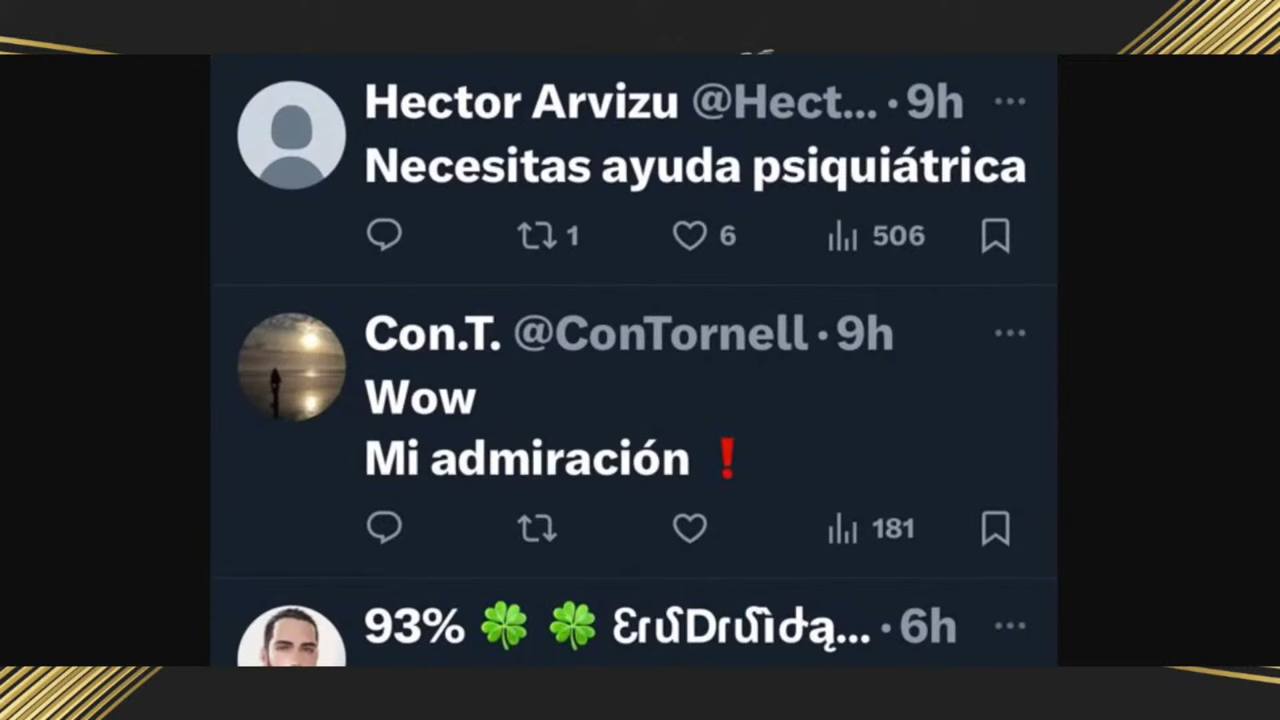 Hector Arvizu @Hect... · 9h ...
Necesitas ayuda psiquiátrica
1 6 506
Con.T. @ConTornell · 9h ...
Wow
Mi admiración ❗
181
93% 🍀 🍀 · 6h ...